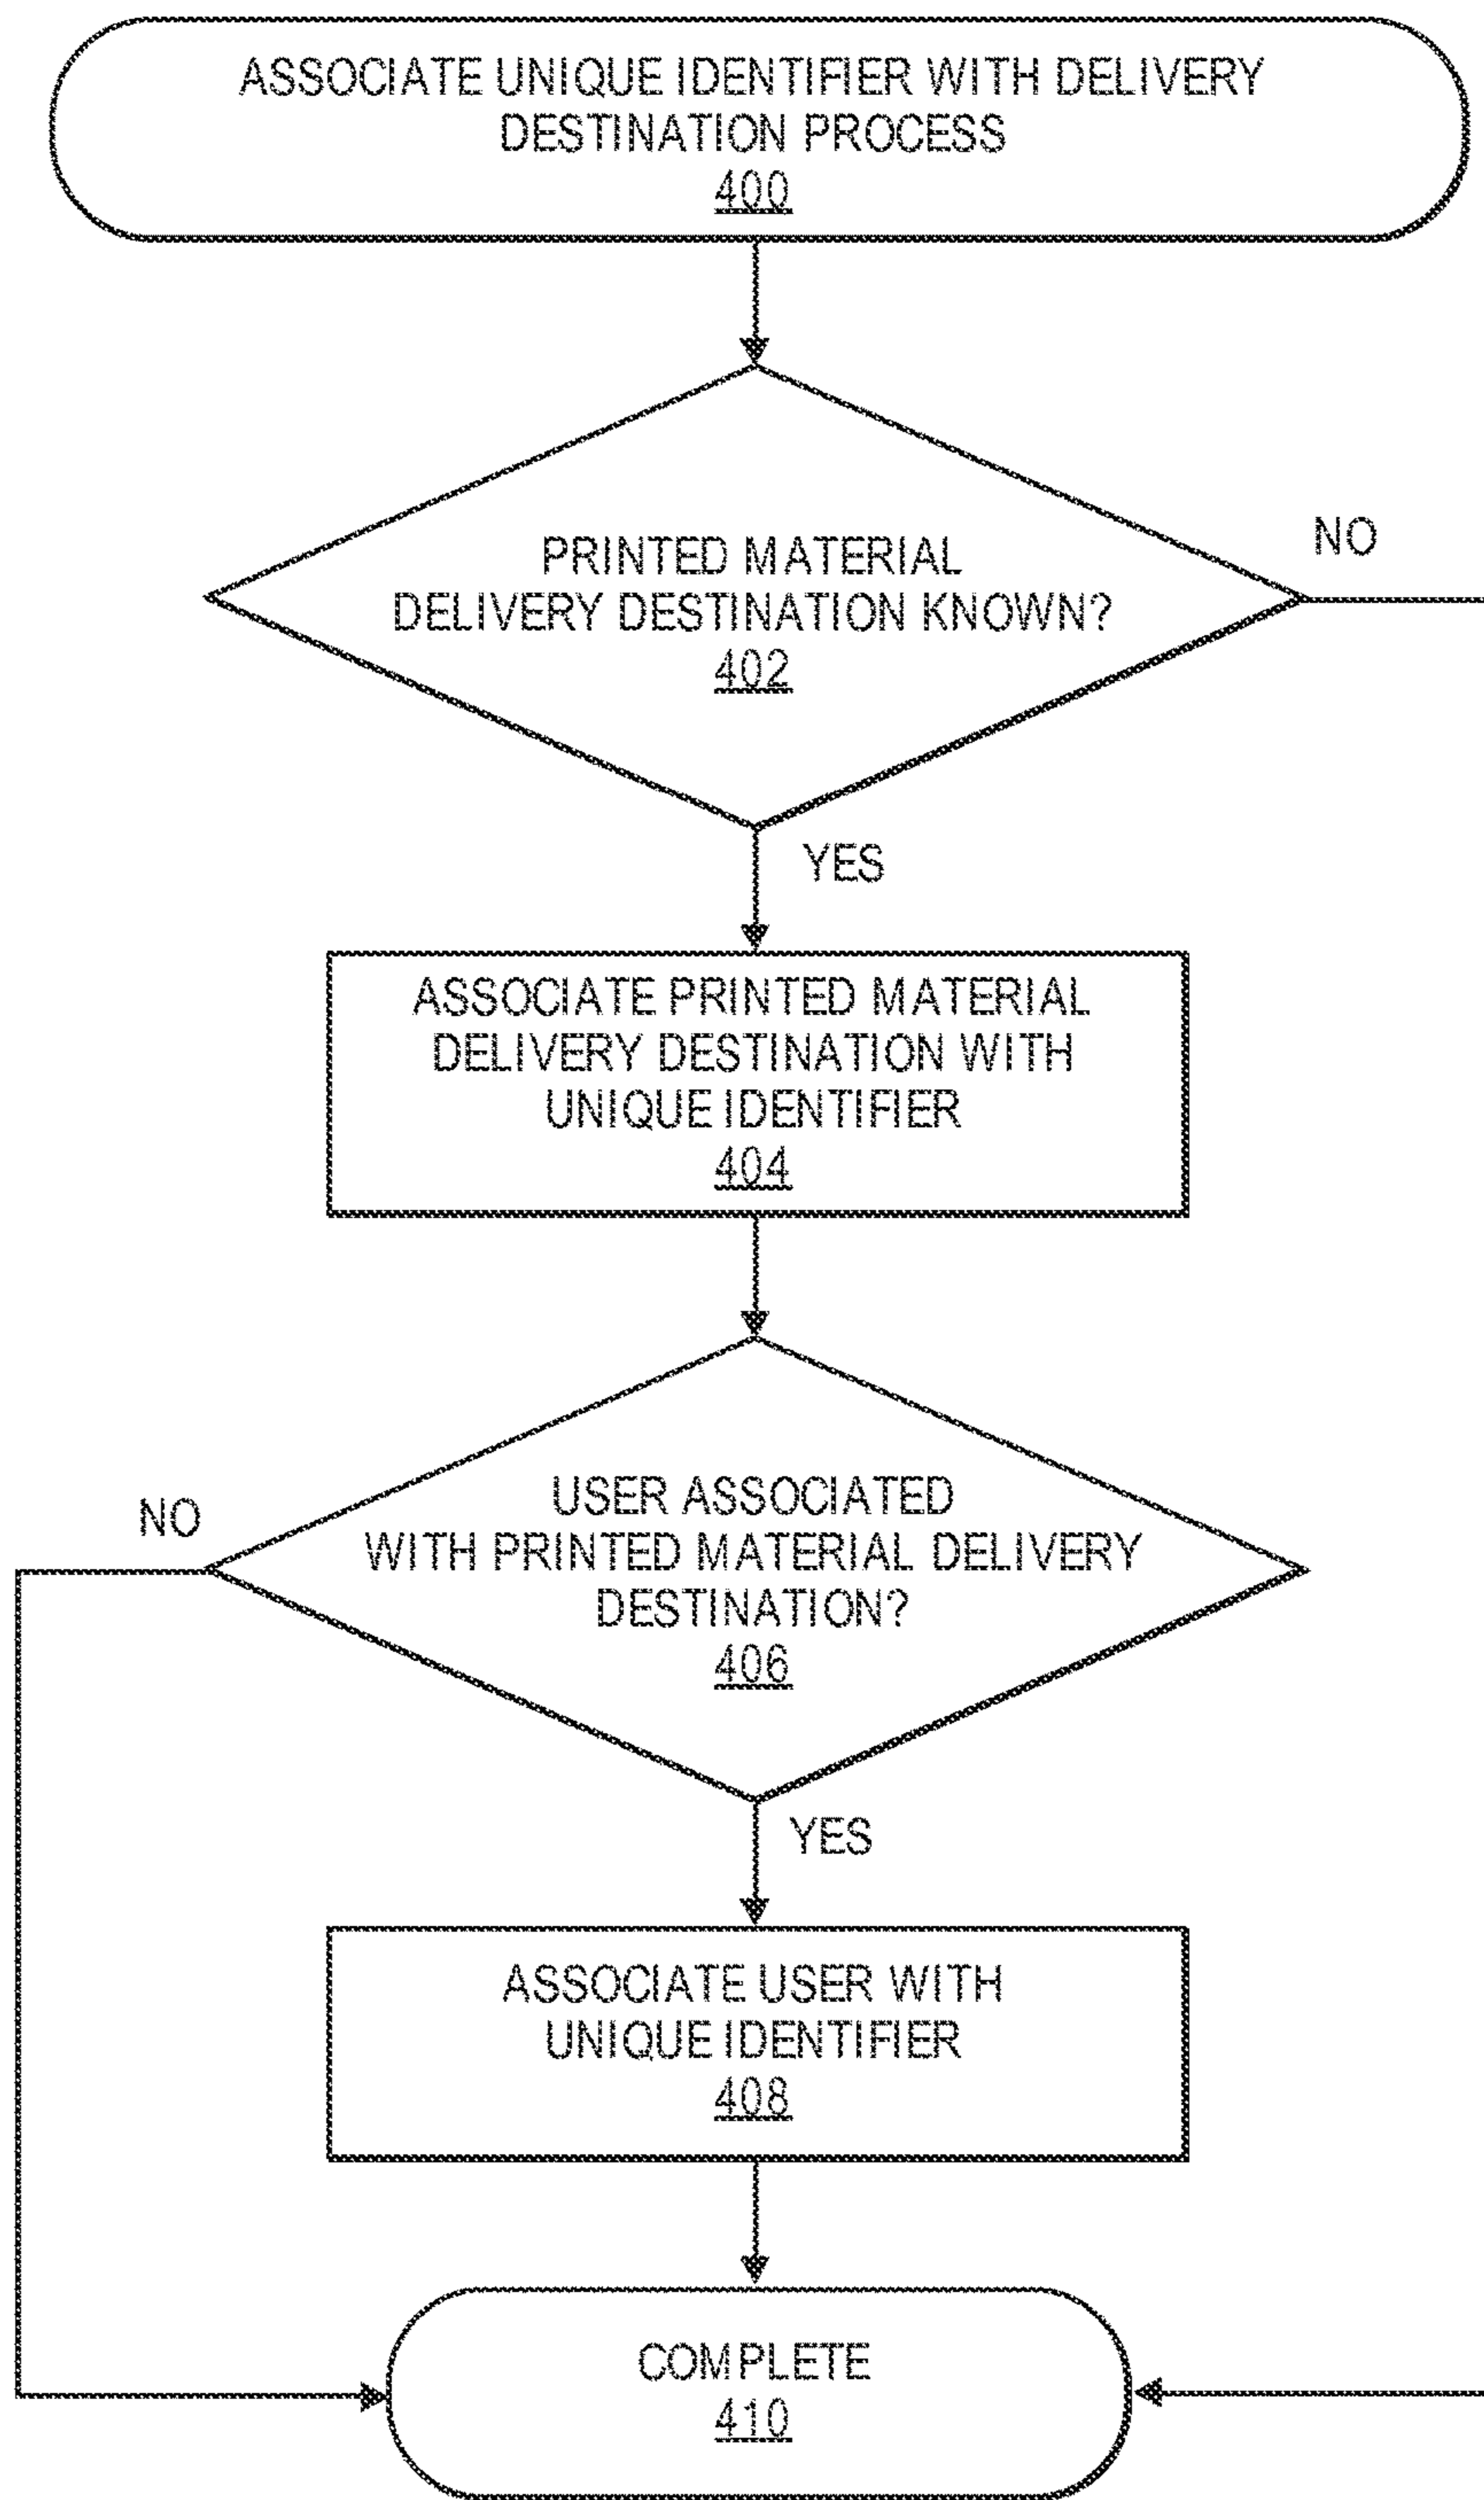 ASSOCIATE UNIQUE IDENTIFIER WITH DELIVERY
DESTINATION PROCESS
400
PRINTED MATERIAL
DELIVERY DESTINATION KNOWN?
402
NO
YES
ASSOCIATE PRINTED MATERIAL
DELIVERY DESTINATION WITH
UNIQUE IDENTIFIER
404
USER ASSOCIATED
WITH PRINTED MATERIAL DELIVERY
DESTINATION?
406
NO
YES
ASSOCIATE USER WITH
UNIQUE IDENTIFIER
408
COMPLETE
410